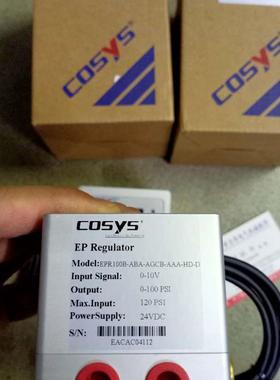 COSYS
COSYS
COSYS
EP Regulator
Model:EPR100B-ABA-AGCB-AAA-HD-D
Input Signal: 0-10V
Output: 0-100 PSI
Max.Input: 120 PSI
PowerSupply: 24VDC
S/N:
EACAC04112